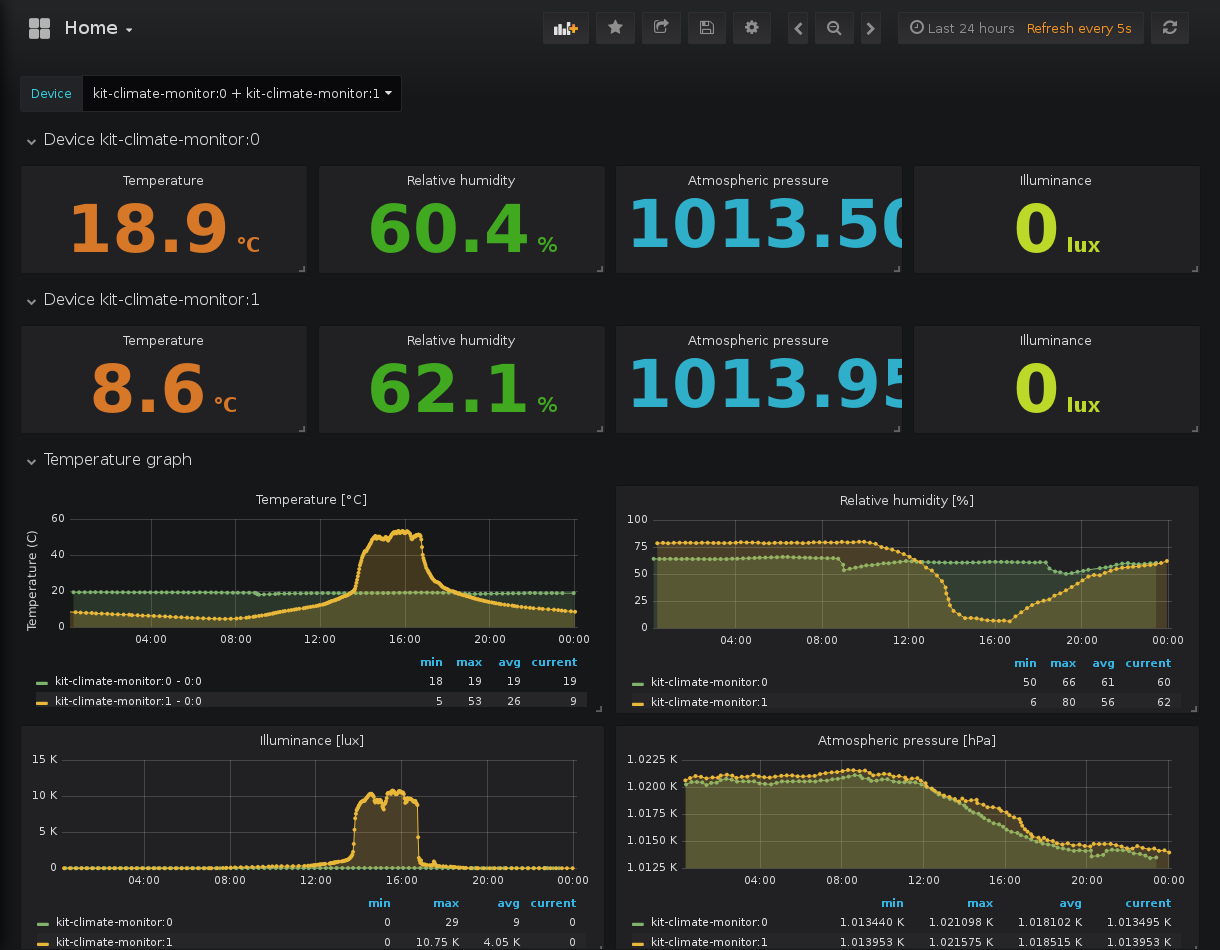 Home
Last 24 hours Refresh every 5s
Device kit-climate-monitor:0 + kit-climate-monitor:1
Device kit-climate-monitor:0
Temperature Relative humidity Atmospheric pressure Illuminance
18.9 °C 60.4 % 1013.50 0 lux
Device kit-climate-monitor:1
Temperature Relative humidity Atmospheric pressure Illuminance
8.6 °C 62.1 % 1013.95 0 lux
Temperature graph
Temperature [°C]
Temperature (C)
60
40
20
0
04:00 08:00 12:00 16:00 20:00 00:00
min max avg current
kit-climate-monitor:0 - 0:0 18 19 19 19
kit-climate-monitor:1 - 0:0 5 53 26 9
Relative humidity [%]
100
75
50
25
0
04:00 08:00 12:00 16:00 20:00 00:00
min max avg current
kit-climate-monitor:0 50 66 61 60
kit-climate-monitor:1 6 80 56 62
Illuminance [lux]
15 K
10 K
5 K
0
04:00 08:00 12:00 16:00 20:00 00:00
min max avg current
kit-climate-monitor:0 0 29 9 0
kit-climate-monitor:1 0 10.75 K 4.05 K 0
Atmospheric pressure [hPa]
1.0225 K
1.0200 K
1.0175 K
1.0150 K
1.0125 K
04:00 08:00 12:00 16:00 20:00 00:00
min max avg current
kit-climate-monitor:0 1.013440 K 1.021098 K 1.018102 K 1.013495 K
kit-climate-monitor:1 1.013953 K 1.021575 K 1.018515 K 1.013953 K